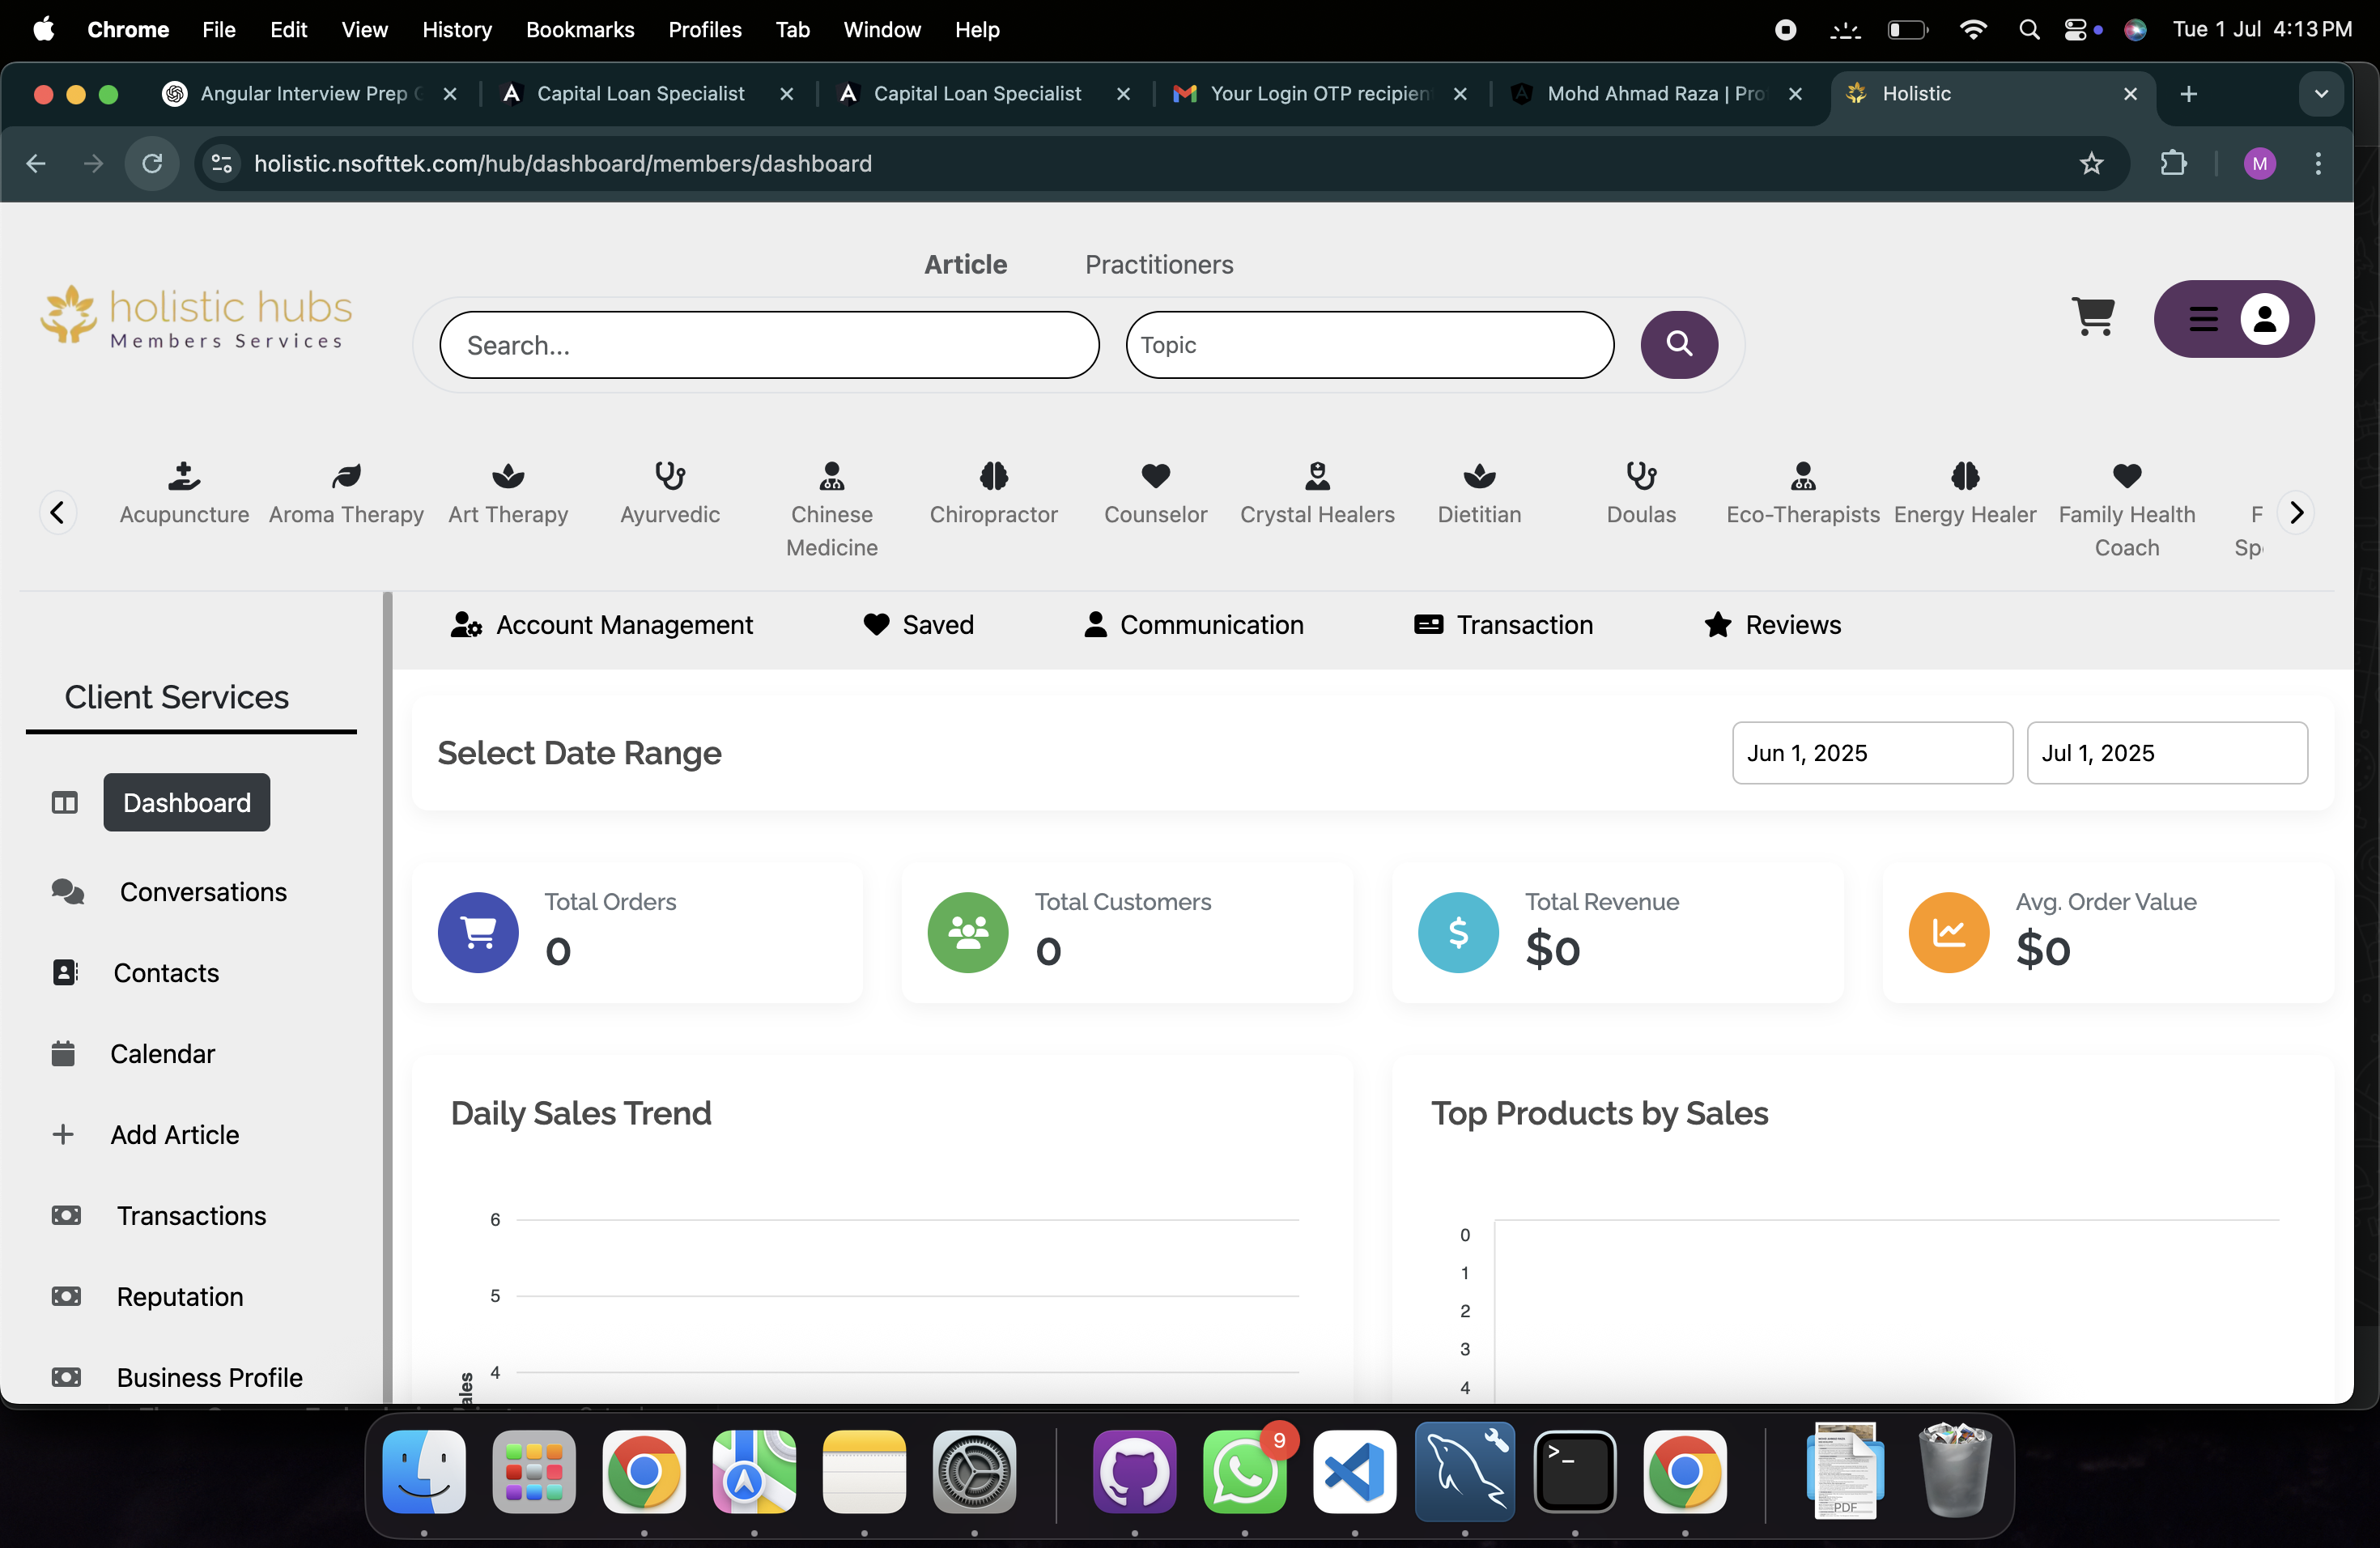 Chrome File Edit View History Bookmarks Profiles Tab Window Help Tue 1 Jul 4:13 PM
Angular Interview Prep Capital Loan Specialist Capital Loan Specialist Your Login OTP recipien Mohd Ahmad Raza | Pro Holistic
holistic.nsofttek.com/hub/dashboard/members/dashboard M
Article Practitioners
holistic hubs
Members Services
Search... Topic
Acupuncture Aroma Therapy Art Therapy Ayurvedic Chinese Medicine Chiropractor Counselor Crystal Healers Dietitian Doulas Eco-Therapists Energy Healer Family Health Coach F Sp
Account Management Saved Communication Transaction Reviews
Client Services
Dashboard
Conversations
Contacts
Calendar
Add Article
Transactions
Reputation
Business Profile
Select Date Range Jun 1, 2025 Jul 1, 2025
Total Orders
0
Total Customers
0
Total Revenue
$0
Avg. Order Value
$0
Daily Sales Trend
6
5
4
ales
Top Products by Sales
0
1
2
3
4
9
PDF